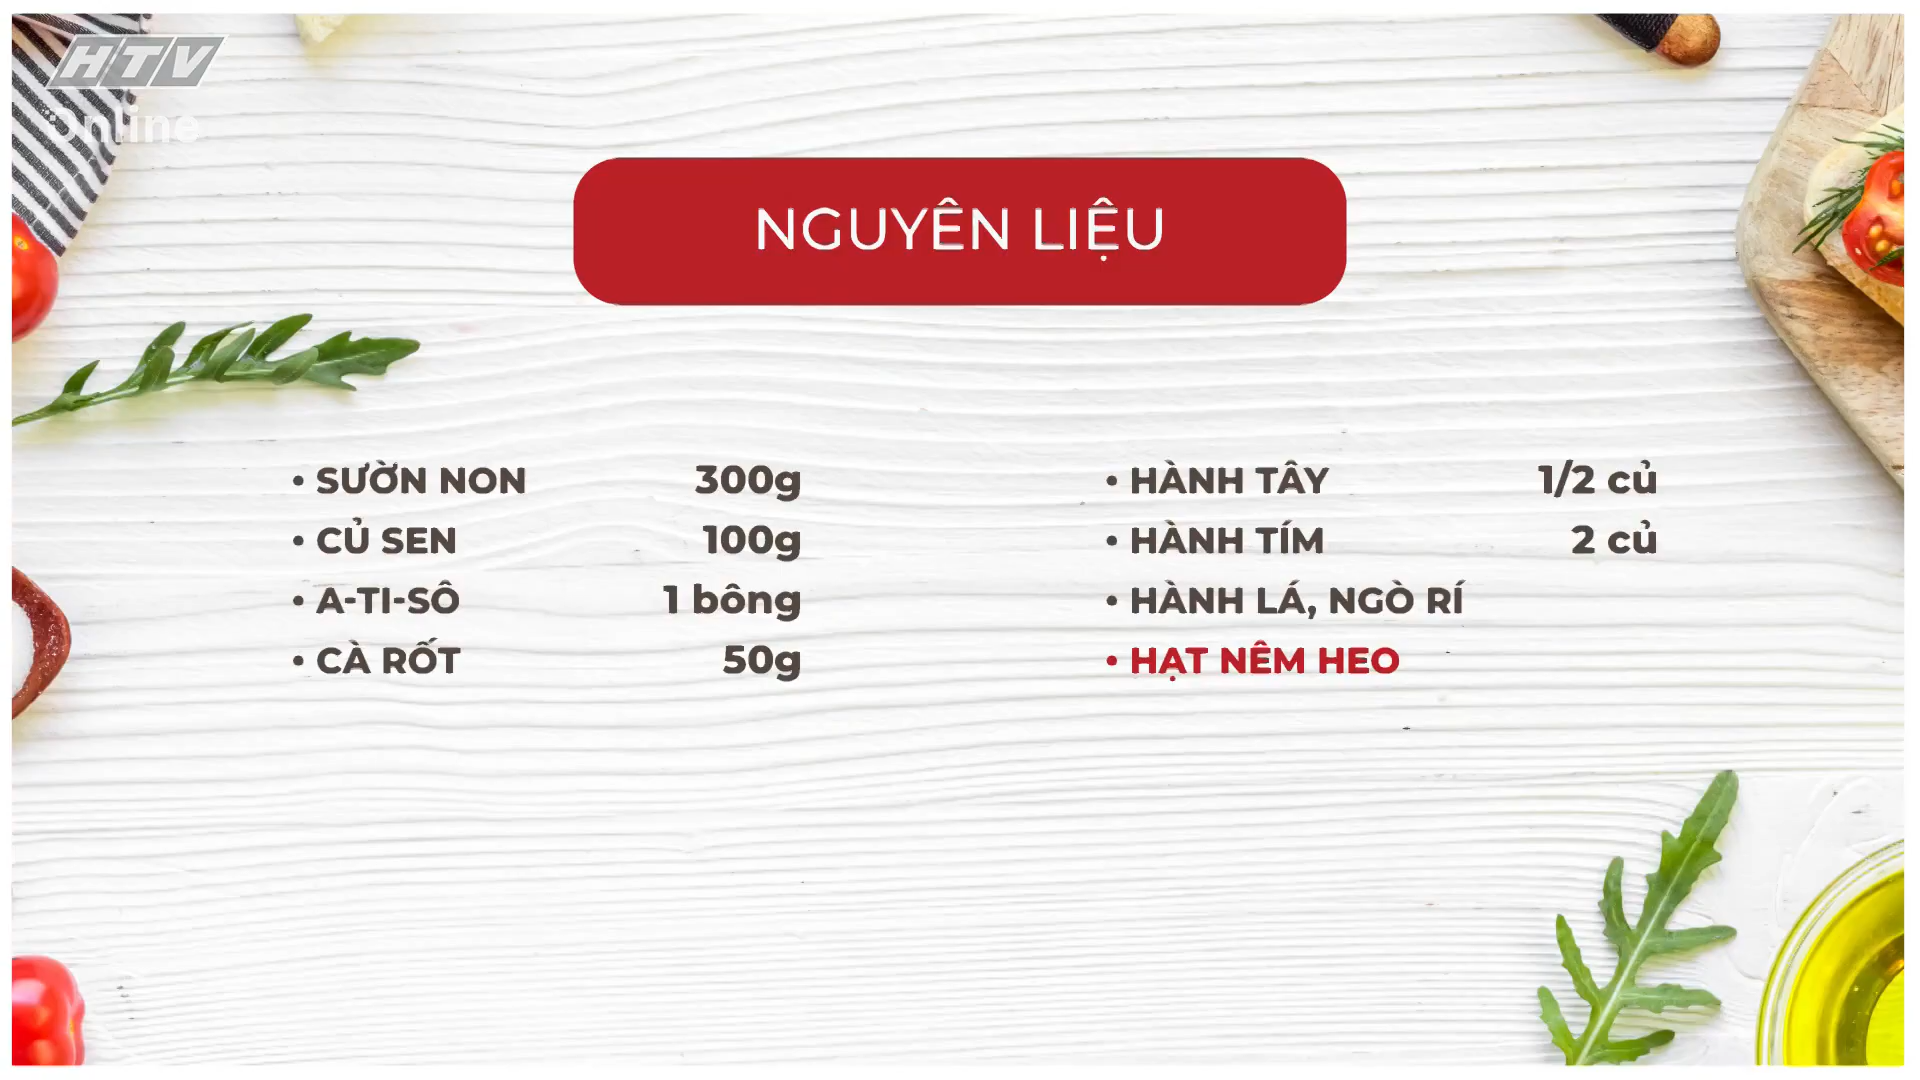 HTV
Online
NGUYÊN LIỆU
• SƯỜN NON 300g
• CỦ SEN 100g
• A-TI-SÔ 1 bông
• CÀ RỐT 50g
• HÀNH TÂY 1/2 củ
• HÀNH TÍM 2 củ
• HÀNH LÁ, NGÒ RÍ
• HẠT NÊM HEO